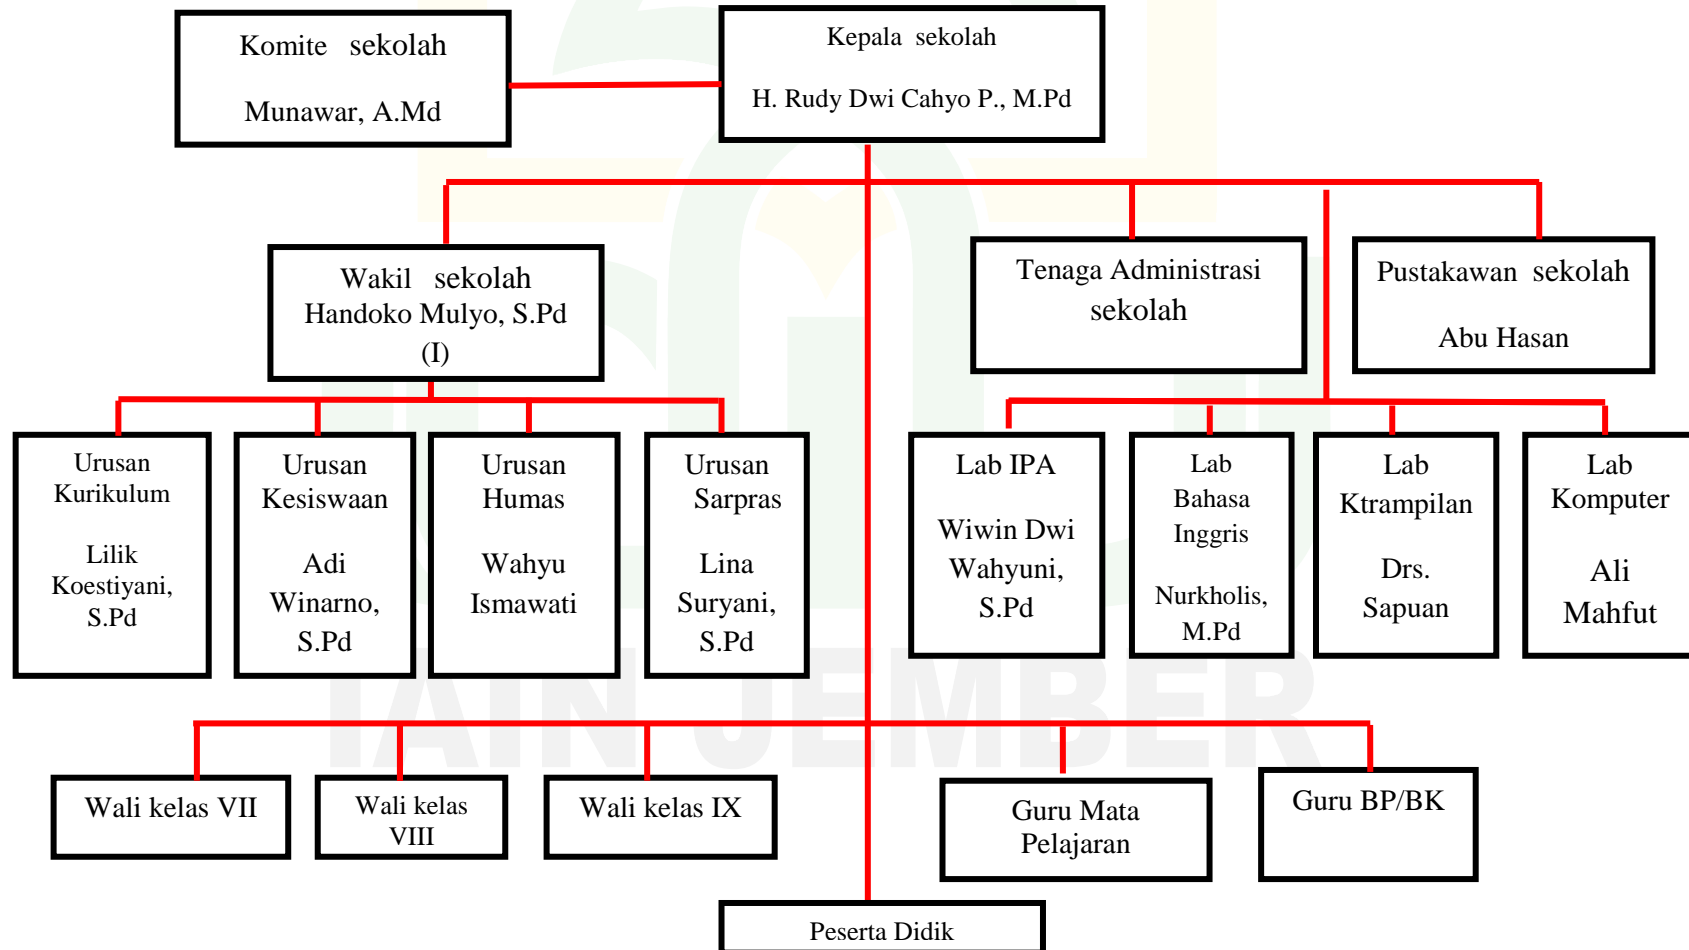 Komite sekolah
Munawar, A.Md
Kepala sekolah
H. Rudy Dwi Cahyo P., M.Pd
Wakil sekolah
Handoko Mulyo, S.Pd
(I)
Tenaga Administrasi
sekolah
Pustakawan sekolah
Abu Hasan
Urusan
Kurikulum
Lilik
Koestiyani,
S.Pd
Urusan
Kesiswaan
Adi
Winarno,
S.Pd
Urusan
Humas
Wahyu
Ismawati
Urusan
Sarpras
Lina
Suryani,
S.Pd
Lab IPA
Wiwin Dwi
Wahyuni,
S.Pd
Lab
Bahasa
Inggris
Nurkholis,
M.Pd
Lab
Ktrampilan
Drs.
Sapuan
Lab
Komputer
Ali
Mahfut
IAIN JEMBER
Wali kelas VII
Wali kelas
VIII
Wali kelas IX
Guru Mata
Pelajaran
Guru BP/BK
Peserta Didik